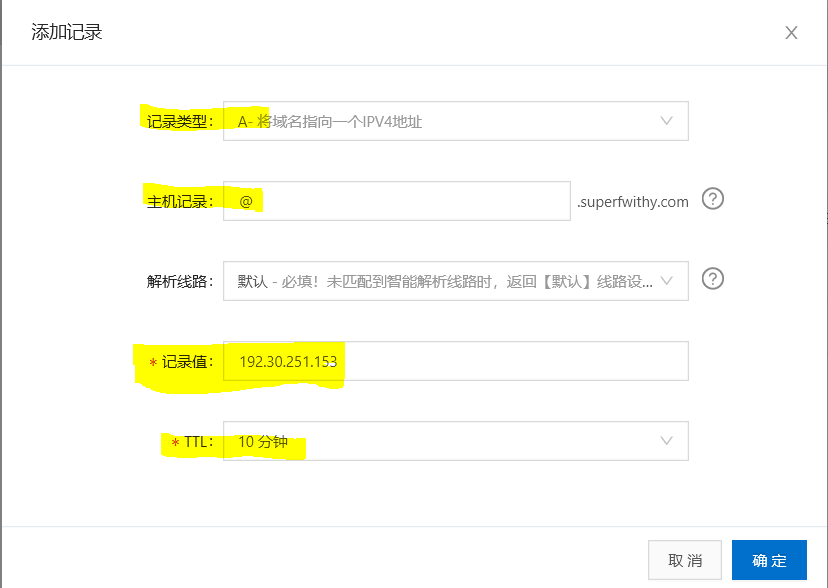 添加记录
记录类型： A- 将域名指向一个IPV4地址
主机记录： @ .superfwithy.com ?
解析线路： 默认 - 必填！未匹配到智能解析线路时，返回【默认】线路设... ?
* 记录值： 192.30.251.153
* TTL： 10 分钟
取 消 确 定